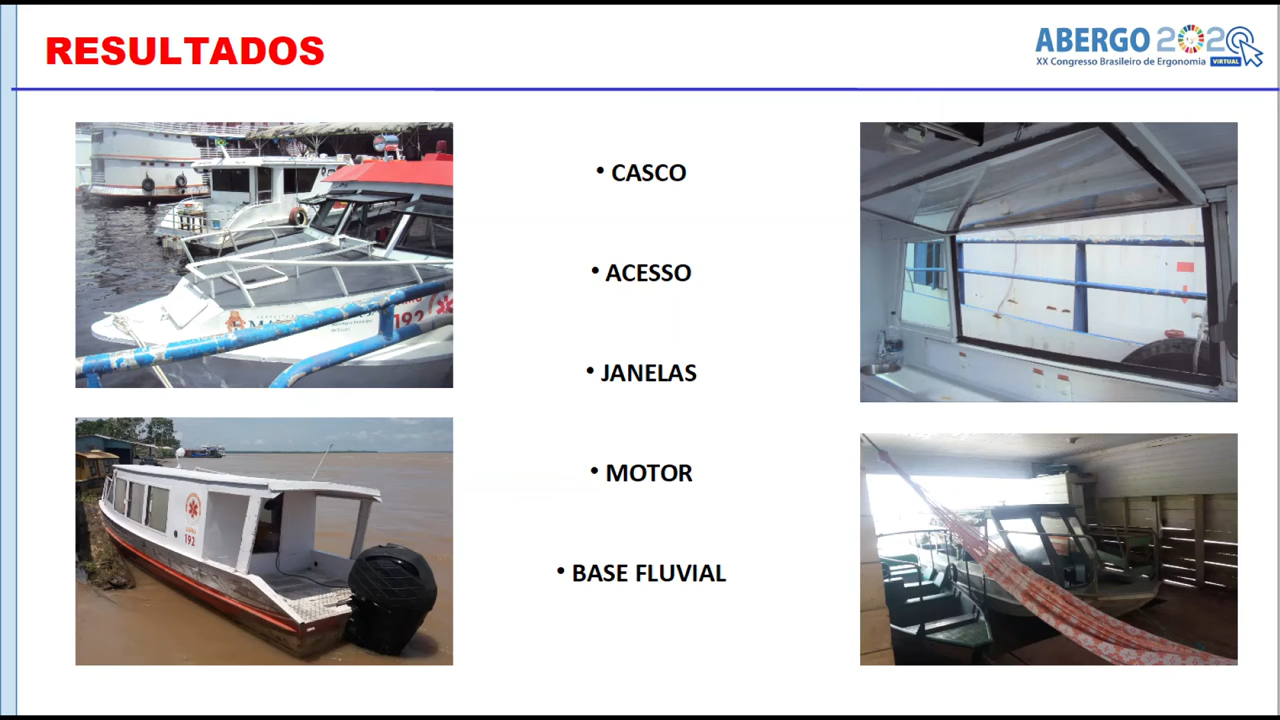 RESULTADOS
ABERGO 2020
XX Congresso Brasileiro de Ergonomia VIRTUAL
• CASCO
• ACESSO
• JANELAS
• MOTOR
• BASE FLUVIAL
192
192